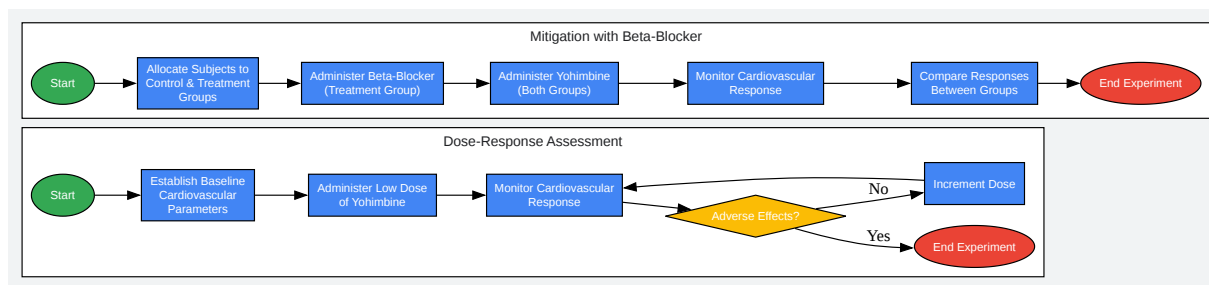 Mitigation with Beta-Blocker
Start
Allocate Subjects to
Control & Treatment
Groups
Administer Beta-Blocker
(Treatment Group)
Administer Yohimbine
(Both Groups)
Monitor Cardiovascular
Response
Compare Responses
Between Groups
End Experiment
Dose-Response Assessment
Start
Establish Baseline
Cardiovascular
Parameters
Administer Low Dose
of Yohimbine
Monitor Cardiovascular
Response
Adverse Effects?
No
Increment Dose
Yes
End Experiment